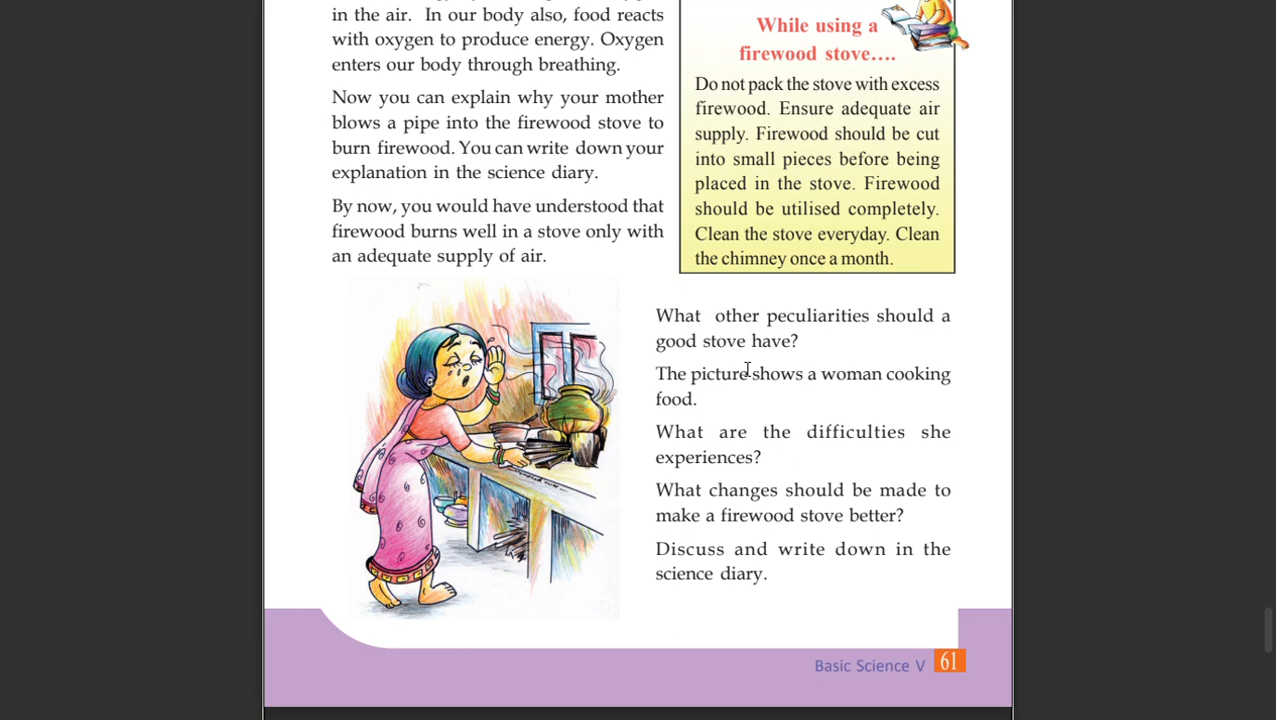 in the air.  In our body also, food reacts
with oxygen to produce energy. Oxygen
enters our body through breathing.
Now you can explain why your mother
blows a pipe into the firewood stove to
burn firewood. You can write down your
explanation in the science diary.
By now, you would have understood that
firewood burns well in a stove only with
an adequate supply of air.
While using a
firewood stove....
Do not pack the stove with excess
firewood. Ensure adequate air
supply. Firewood should be cut
into small pieces before being
placed in the stove. Firewood
should be utilised completely.
Clean the stove everyday. Clean
the chimney once a month.
What other peculiarities should a
good stove have?
The picture shows a woman cooking
food.
What are the difficulties she
experiences?
What changes should be made to
make a firewood stove better?
Discuss and write down in the
science diary.
Basic Science V 61